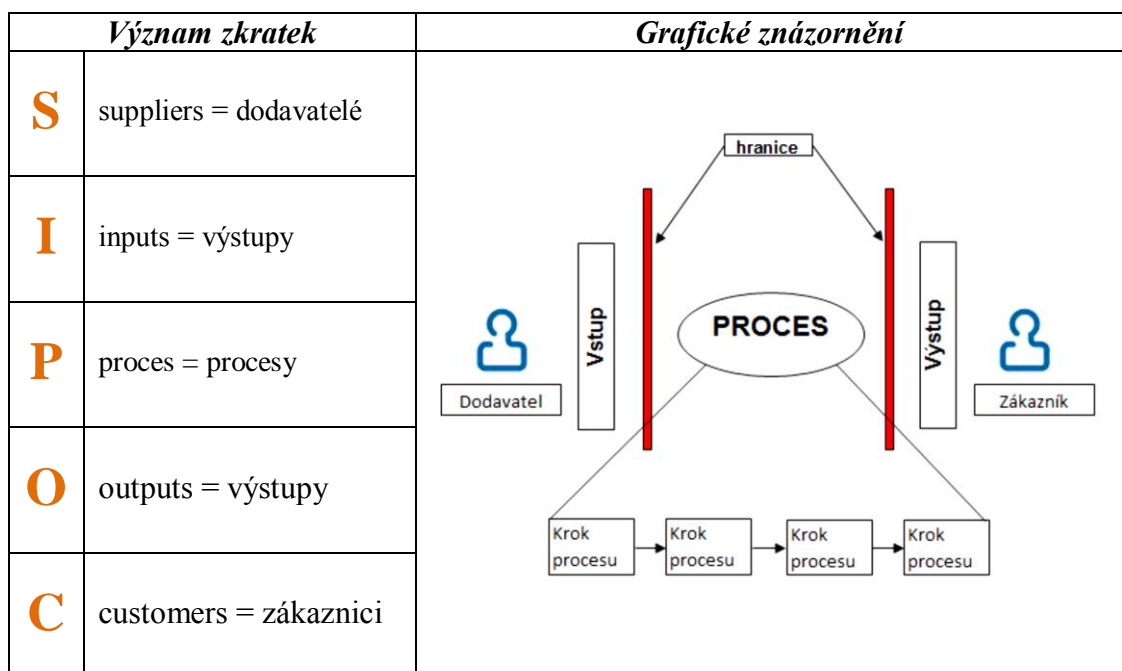 Význam zkratek
Grafické znázornění
S
suppliers = dodavatelé
I
inputs = výstupy
P
proces = procesy
O
outputs = výstupy
C
customers = zákaznici
hranice
Vstup
PROCES
Výstup
Dodavatel
Zákazník
Krok
procesu
Krok
procesu
Krok
procesu
Krok
procesu